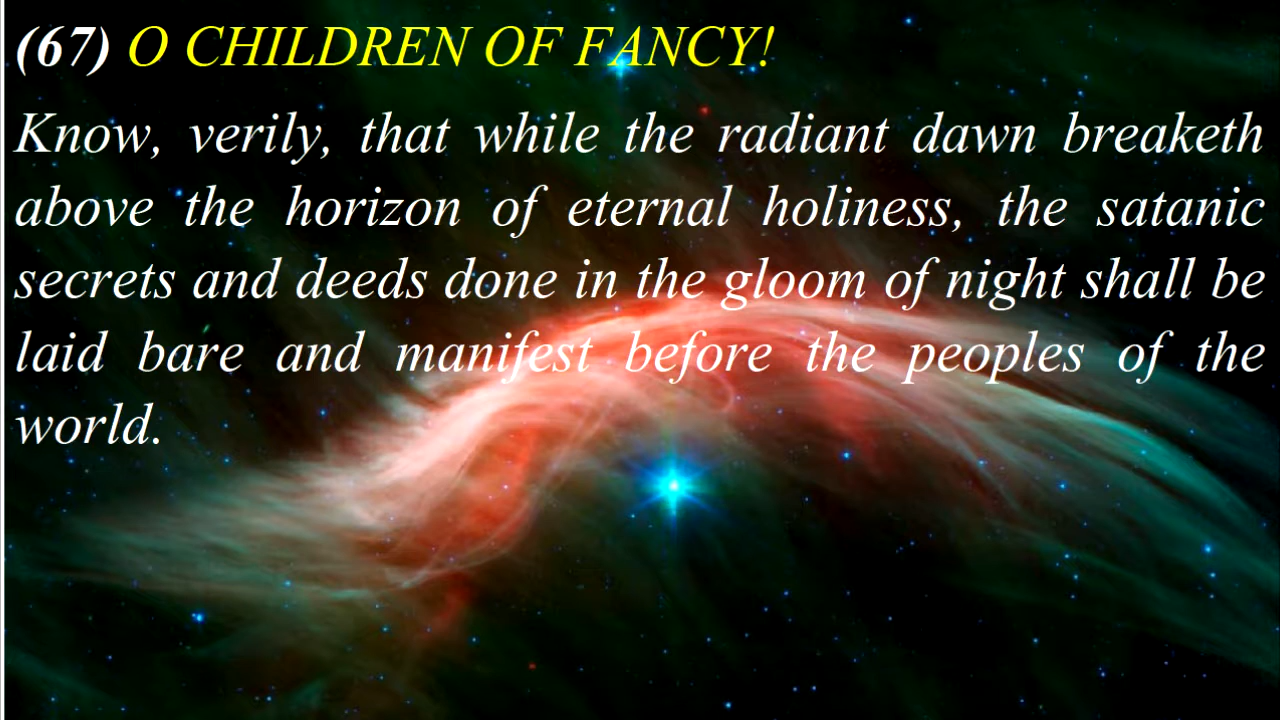 (67) O CHILDREN OF FANCY!
Know, verily, that while the radiant dawn breaketh
above the horizon of eternal holiness, the satanic
secrets and deeds done in the gloom of night shall be
laid bare and manifest before the peoples of the
world.